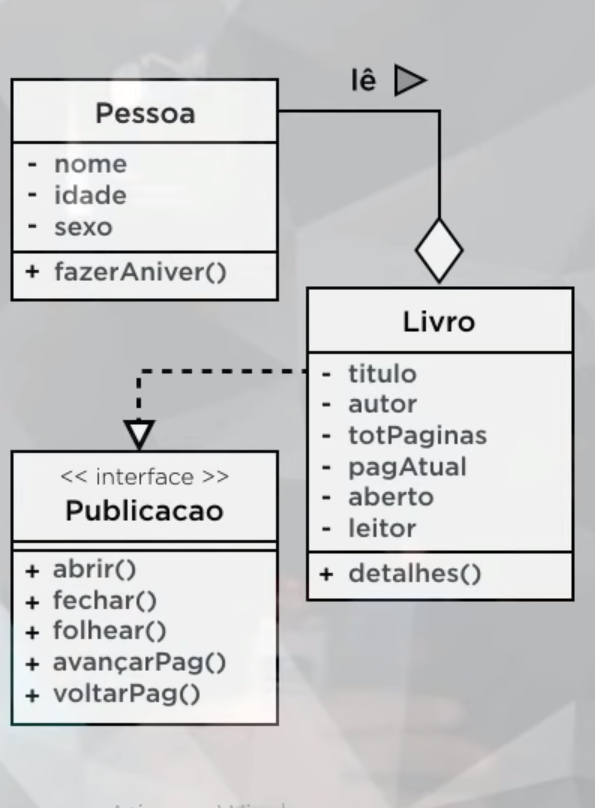 lê
Pessoa
- nome
- idade
- sexo
+ fazerAniver()
Livro
- titulo
- autor
- totPaginas
- pagAtual
- aberto
- leitor
+ detalhes()
<< interface >>
Publicacao
+ abrir()
+ fechar()
+ folhear()
+ avançarPag()
+ voltarPag()